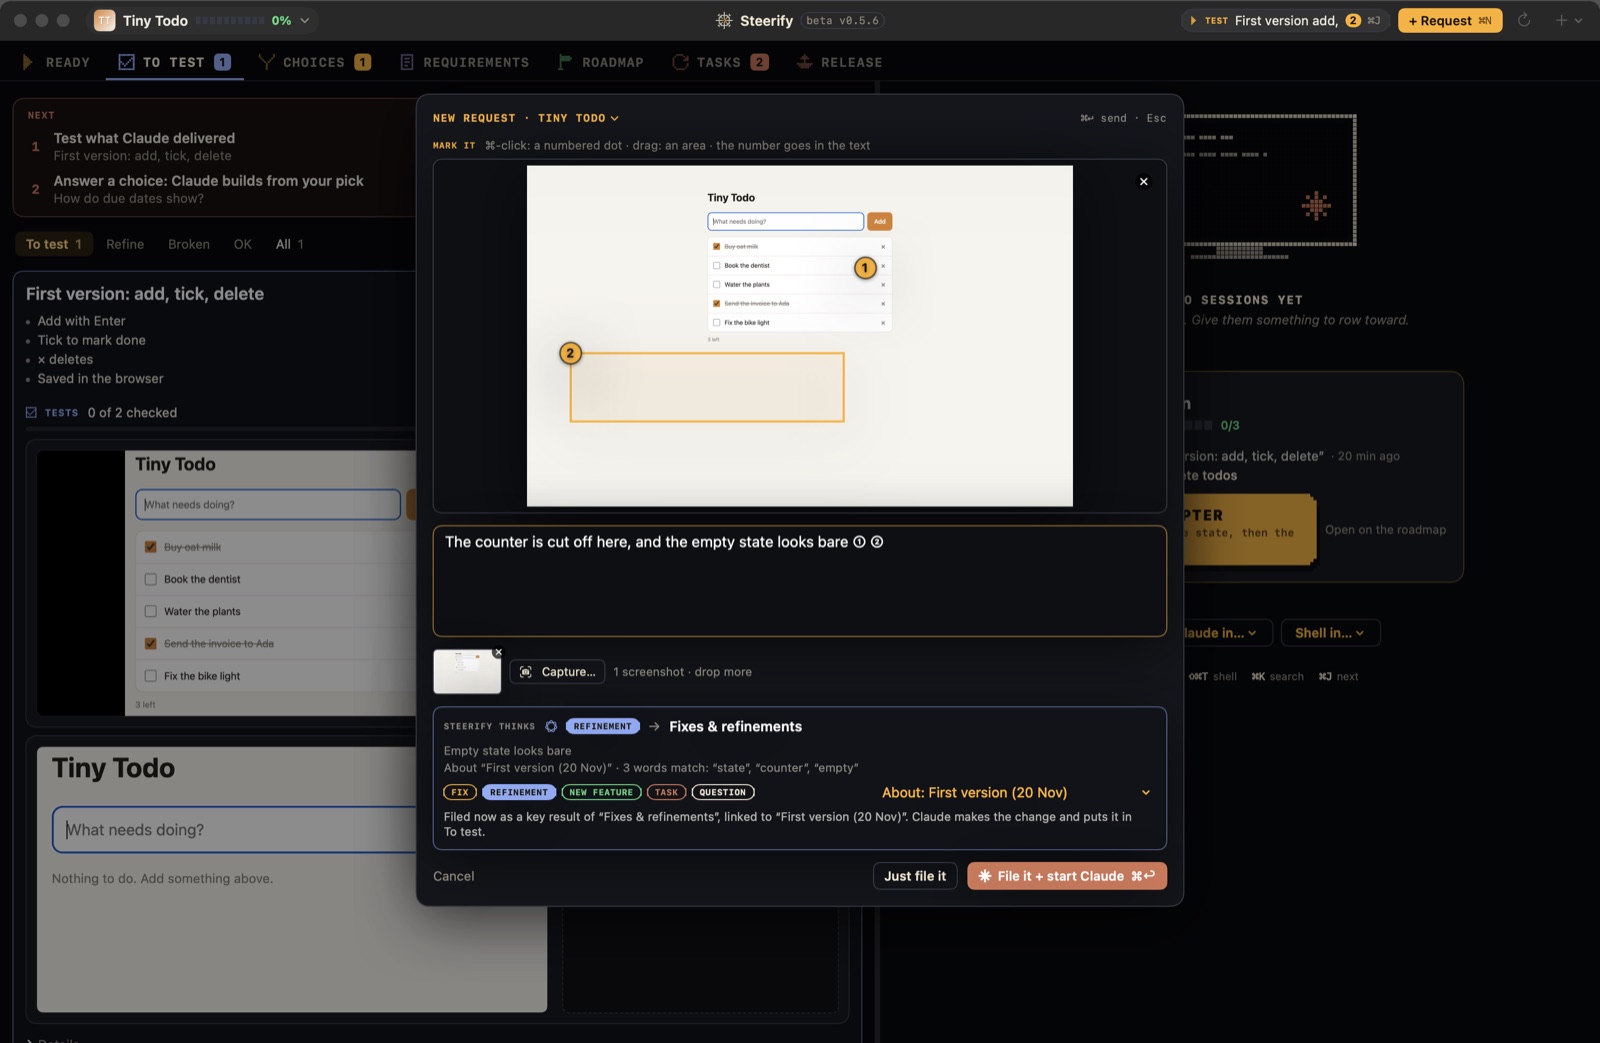 TT Tiny Todo 0%
Steerify beta v0.5.6
TEST First version add, 2 ⌘J
+ Request ⌘N
READY
TO TEST 1
CHOICES 1
REQUIREMENTS
ROADMAP
TASKS 2
RELEASE
NEXT
1 Test what Claude delivered
First version: add, tick, delete
2 Answer a choice: Claude builds from your pick
How do due dates show?
To test 1 Refine Broken OK All 1
First version: add, tick, delete
• Add with Enter
• Tick to mark done
• × deletes
• Saved in the browser
TESTS 0 of 2 checked
Tiny Todo
What needs doing?
Buy oat milk
Book the dentist
Water the plants
Send the invoice to Ada
Fix the bike light
3 left
Tiny Todo
What needs doing?
Nothing to do. Add something above.
NEW REQUEST · TINY TODO
⌘↩ send · Esc
MARK IT ⌘-click: a numbered dot · drag: an area · the number goes in the text
Tiny Todo
What needs doing? Add
Buy oat milk ×
Book the dentist ×
1
Water the plants ×
Send the invoice to Ada ×
Fix the bike light ×
3 left
2
The counter is cut off here, and the empty state looks bare ① ②
Capture... 1 screenshot · drop more
STEERIFY THINKS REFINEMENT → Fixes & refinements
Empty state looks bare
About “First version (20 Nov)” · 3 words match: “state”, “counter”, “empty”
FIX REFINEMENT NEW FEATURE TASK QUESTION
About: First version (20 Nov)
Filed now as a key result of “Fixes & refinements”, linked to “First version (20 Nov)”. Claude makes the change and puts it in
To test.
Cancel
Just file it
File it + start Claude ⌘↩
O SESSIONS YET
. Give them something to row toward.
0/3
rsion: add, tick, delete” · 20 min ago
ete todos
PTER
state, then the
Open on the roadmap
laude in...
Shell in...
shell ⌘K search ⌘J next